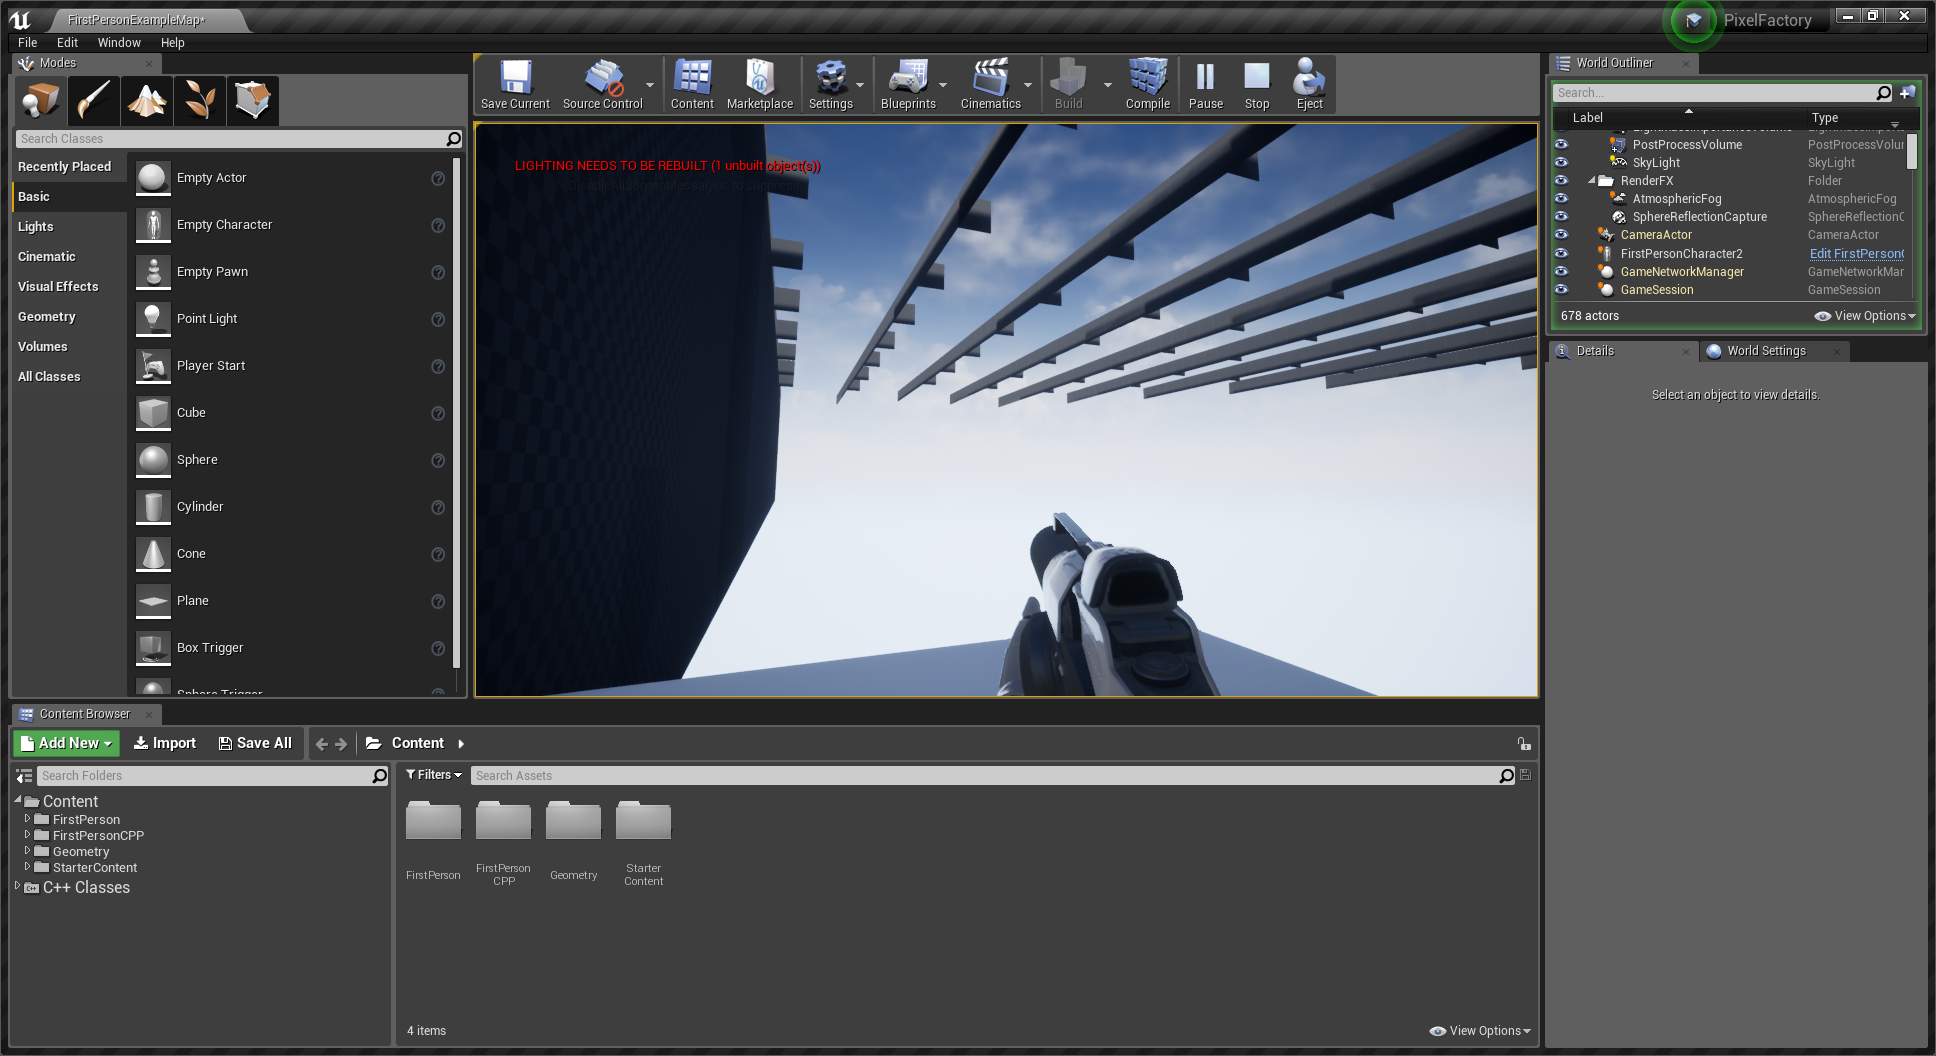 FirstPersonExampleMap*
PixelFactory
File Edit Window Help
Modes
Search Classes
Recently Placed
Basic
Lights
Cinematic
Visual Effects
Geometry
Volumes
All Classes
Empty Actor
Empty Character
Empty Pawn
Point Light
Player Start
Cube
Sphere
Cylinder
Cone
Plane
Box Trigger
Sphere Trigger
Save Current
Source Control
Content
Marketplace
Settings
Blueprints
Cinematics
Build
Compile
Pause
Stop
Eject
LIGHTING NEEDS TO BE REBUILT (1 unbuilt object(s))
'DisableAllScreenMessages' to suppress
World Outliner
Search...
Label Type
PostProcessVolume PostProcessVolur
SkyLight SkyLight
RenderFX Folder
AtmosphericFog AtmosphericFog
SphereReflectionCapture SphereReflectionC
CameraActor CameraActor
FirstPersonCharacter2 Edit FirstPerson
GameNetworkManager GameNetworkMar
GameSession GameSession
678 actors
View Options
Details
World Settings
Select an object to view details.
Content Browser
Add New
Import
Save All
Content
Search Folders
Content
FirstPerson
FirstPersonCPP
Geometry
StarterContent
C++ Classes
Filters
Search Assets
FirstPerson
FirstPerson
CPP
Geometry
Starter
Content
4 items
View Options